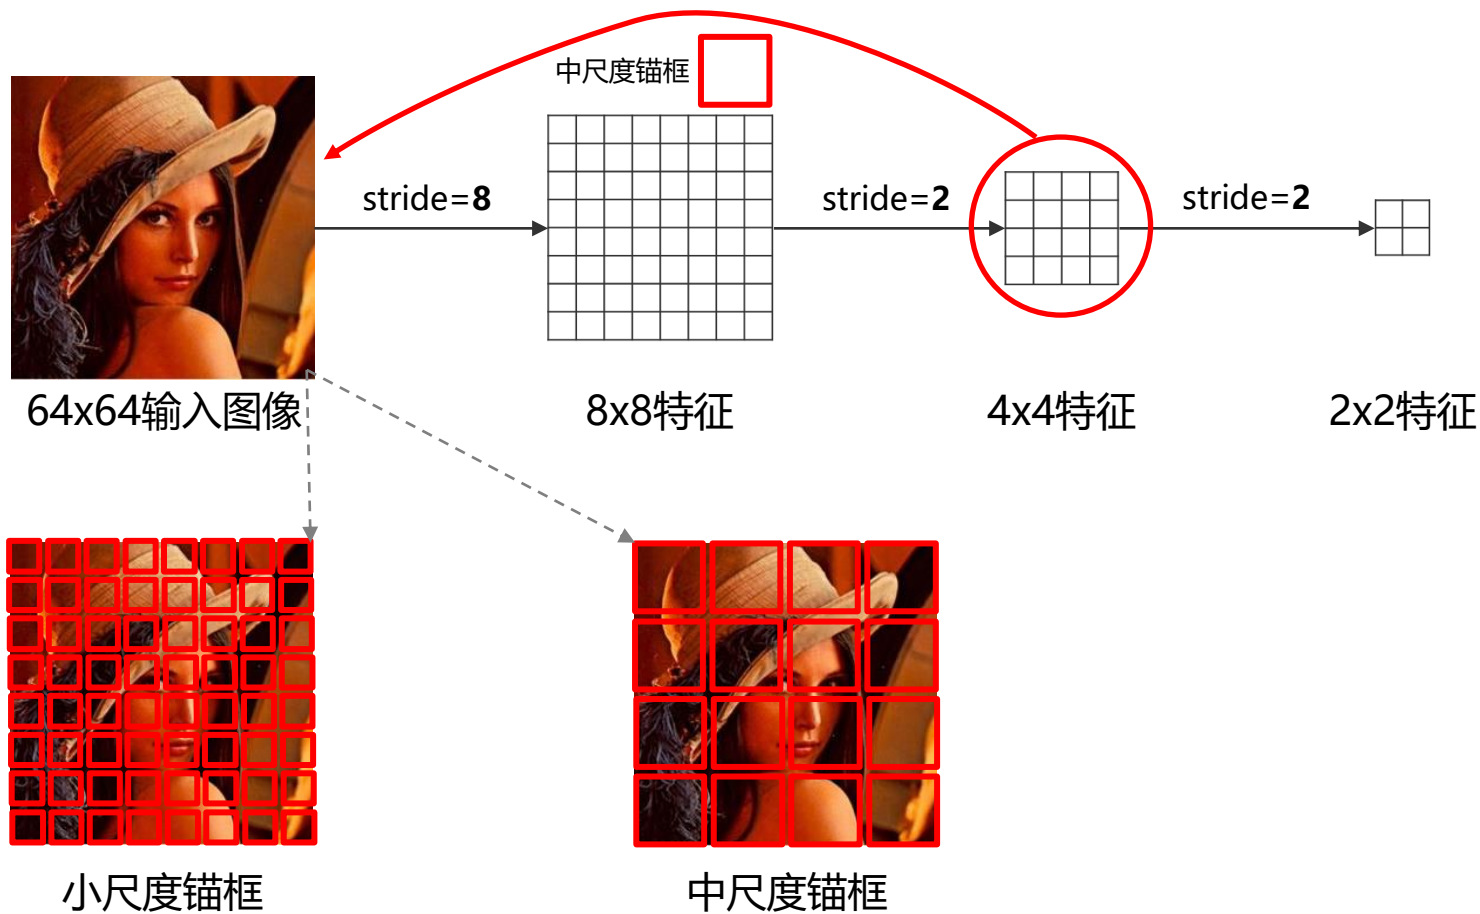 中尺度锚框
stride=8
stride=2
stride=2
64x64输入图像
8x8特征
4x4特征
2x2特征
小尺度锚框
中尺度锚框